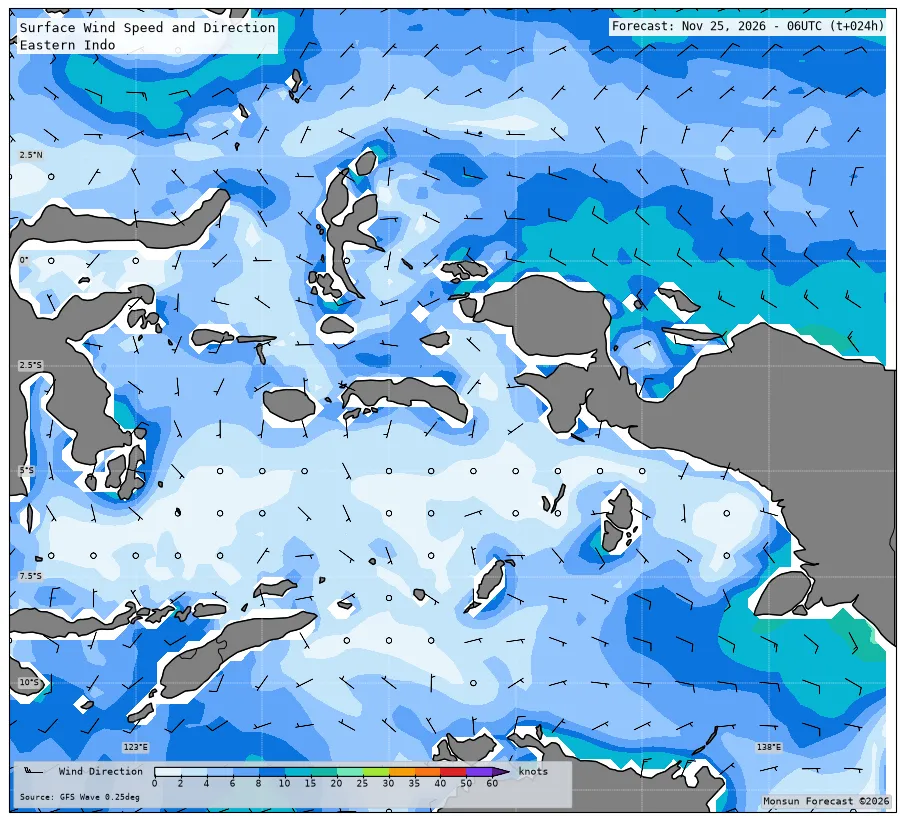 Surface Wind Speed and Direction
Eastern Indo
Forecast: Nov 25, 2026 - 06UTC (t+024h)
2.5°N
0°
2.5°S
5°S
7.5°S
10°S
123°E
138°E
Wind Direction
knots
2 4 6 8 10 15 20 25 30 35 40 50 60
Source: GFS Wave 0.25deg
Monsun Forecast ©2026